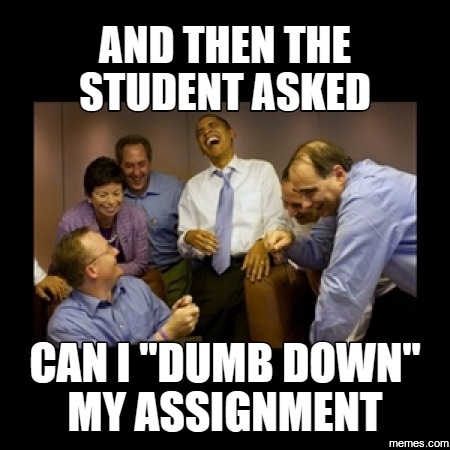 AND THEN THE
STUDENT ASKED
CAN I "DUMB DOWN"
MY ASSIGNMENT
memes.com